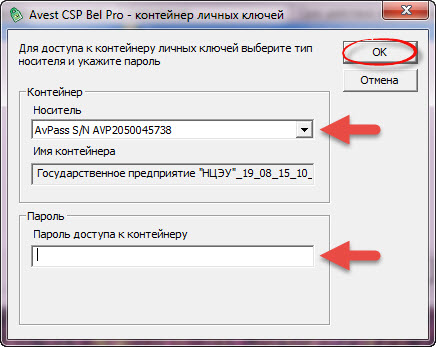 Avest CSP Bel Pro - контейнер личных ключей
Для доступа к контейнеру личных ключей выберите тип
носителя и укажите пароль
OK
Отмена
Контейнер
Носитель
AvPass S/N AVP2050045738
Имя контейнера
Государственное предприятие "НЦЭУ"_19_08_15_10_
Пароль
Пароль доступа к контейнеру